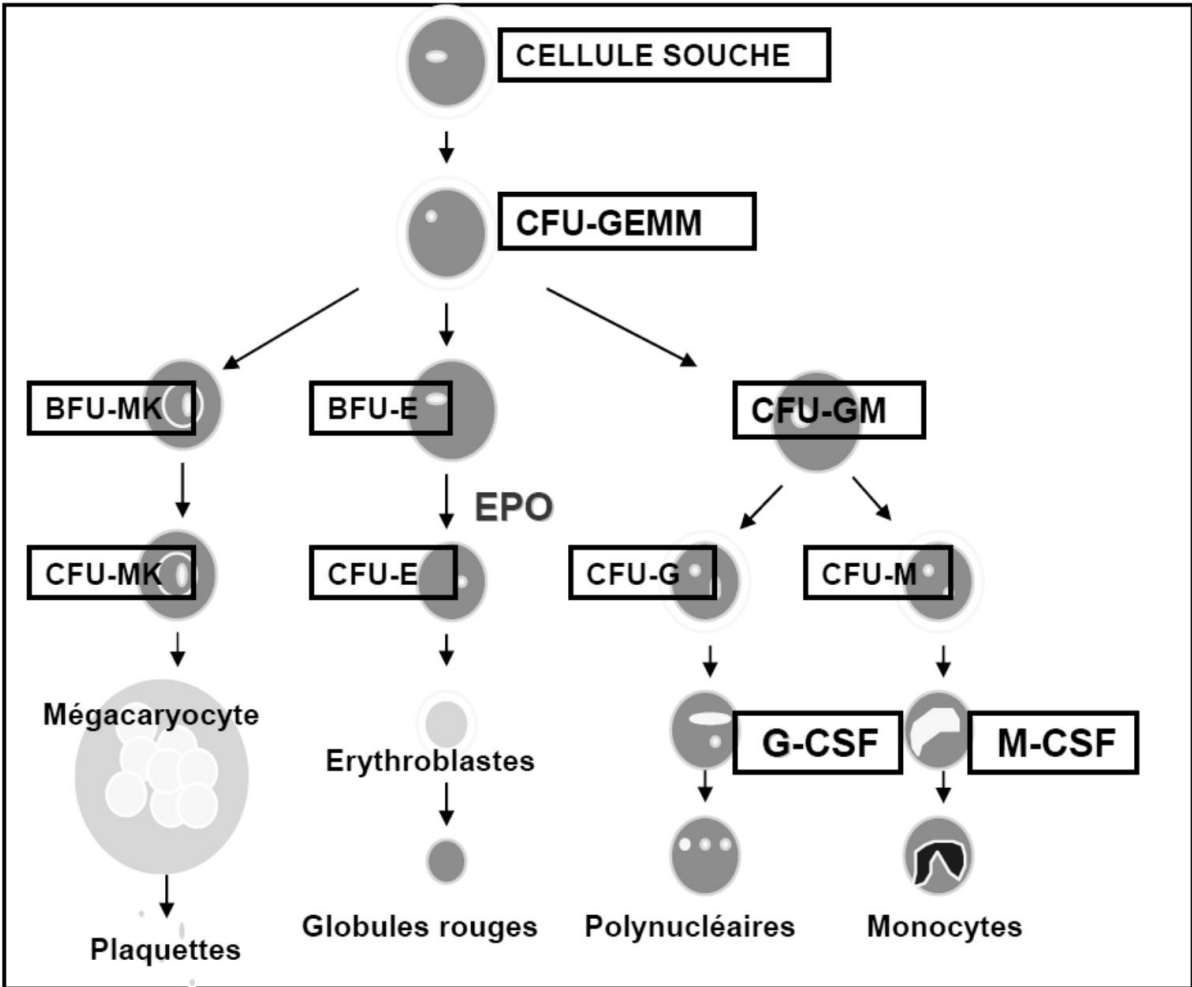 CELLULE SOUCHE
CFU-GEMM
BFU-MK
BFU-E
CFU-GM
EPO
CFU-MK
CFU-E
CFU-G
CFU-M
Mégacaryocyte
Erythroblastes
G-CSF
M-CSF
Plaquettes
Globules rouges
Polynucléaires
Monocytes